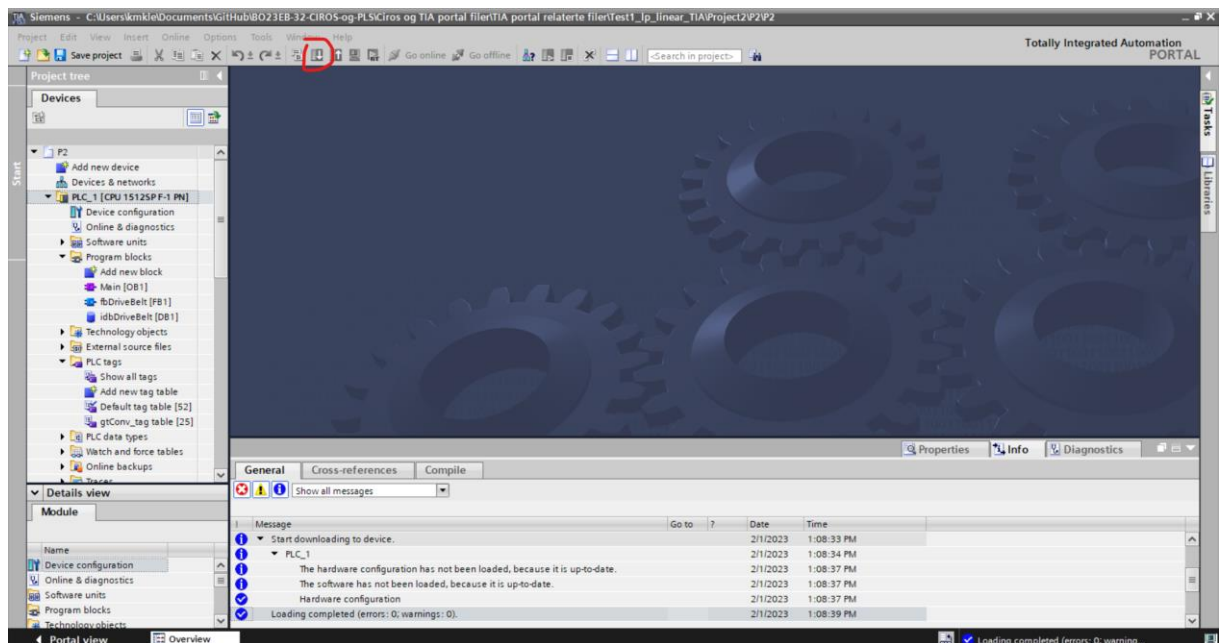 Siemens - C:\Users\kmkle\Documents\GitHub\BO23EB-32-CIROS-og-PLS\Ciros og TIA portal filer\TIA portal relaterte filer\Test1_lp_linear_TIA\Project2\P2\P2
Project Edit View Insert Online Options Tools Window Help
Totally Integrated Automation
PORTAL
Save project Go online Go offline <Search in project>
Project tree
Devices
Start
P2
Add new device
Devices & networks
PLC_1 [CPU 1512SP F-1 PN]
Device configuration
Online & diagnostics
Software units
Program blocks
Add new block
Main [OB1]
fbDriveBelt [FB1]
idbDriveBelt [DB1]
Technology objects
External source files
PLC tags
Show all tags
Add new tag table
Default tag table [52]
gtConv_tag table [25]
PLC data types
Watch and force tables
Online backups
Traces
Details view
Module
Name
Device configuration
Online & diagnostics
Software units
Program blocks
Technology objects
Tasks
Libraries
Properties Info Diagnostics
General Cross-references Compile
Show all messages
! Message Go to ? Date Time
Start downloading to device. 2/1/2023 1:08:33 PM
PLC_1 2/1/2023 1:08:34 PM
The hardware configuration has not been loaded, because it is up-to-date. 2/1/2023 1:08:37 PM
The software has not been loaded, because it is up-to-date. 2/1/2023 1:08:37 PM
Hardware configuration 2/1/2023 1:08:37 PM
Loading completed (errors: 0; warnings: 0). 2/1/2023 1:08:39 PM
Portal view Overview Loading completed (errors: 0; warning